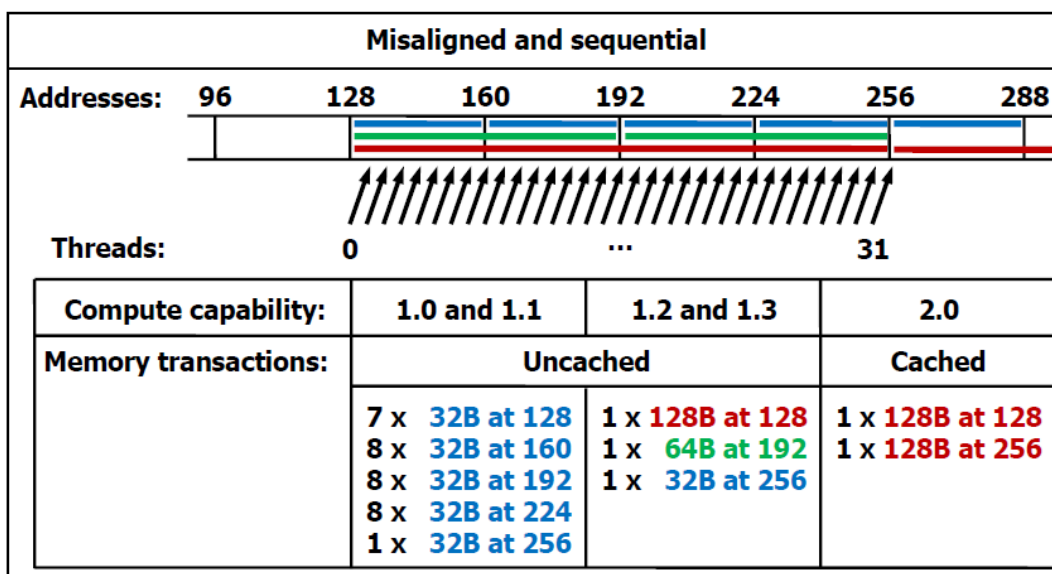 Misaligned and sequential
Addresses: 96 128 160 192 224 256 288
Threads: 0 ... 31
Compute capability: 1.0 and 1.1 1.2 and 1.3 2.0
Memory transactions: Uncached Cached
7 x 32B at 128 1 x 128B at 128 1 x 128B at 128
8 x 32B at 160 1 x 64B at 192 1 x 128B at 256
8 x 32B at 192 1 x 32B at 256
8 x 32B at 224
1 x 32B at 256